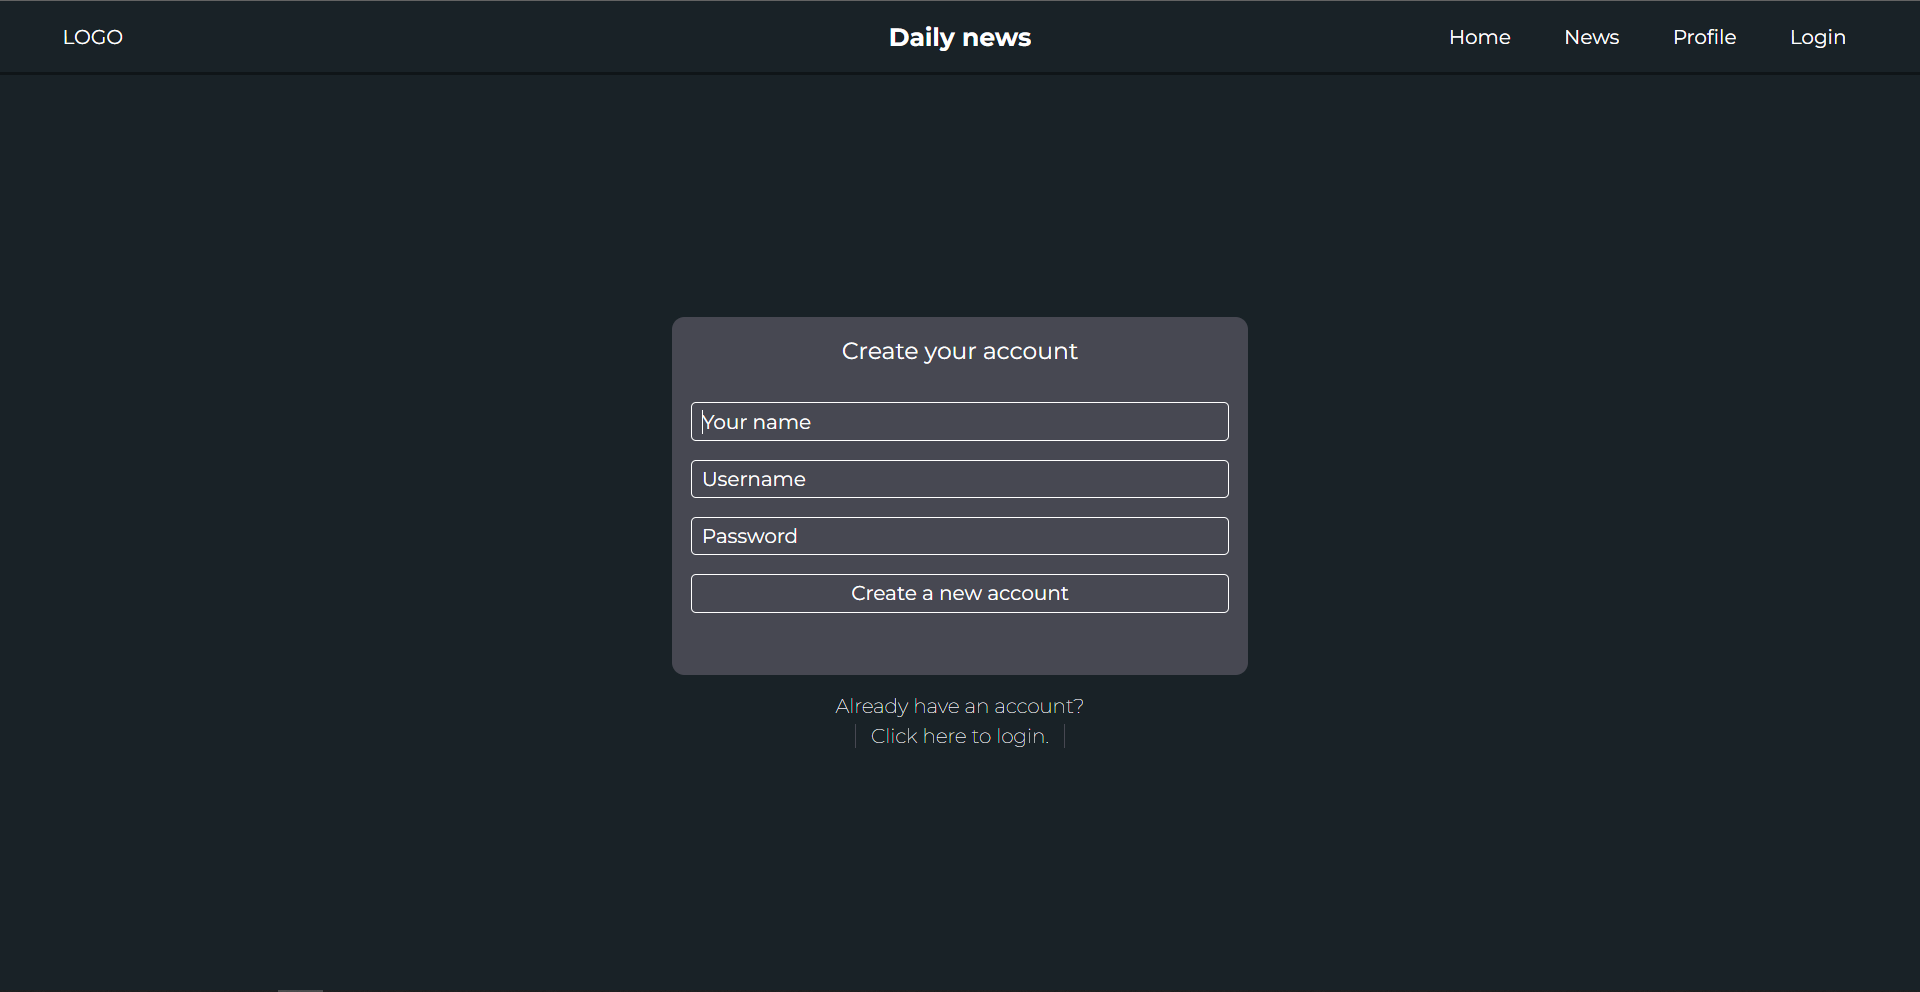 LOGO
Daily news
Home News Profile Login
Create your account
Your name
Username
Password
Create a new account
Already have an account?
Click here to login.